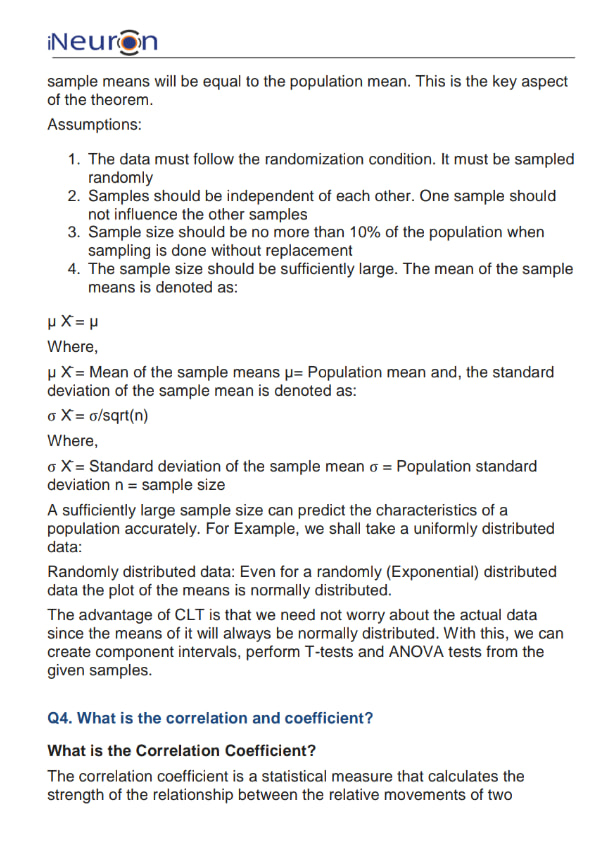 iNeuron
sample means will be equal to the population mean. This is the key aspect
of the theorem.
Assumptions:
1. The data must follow the randomization condition. It must be sampled
randomly
2. Samples should be independent of each other. One sample should
not influence the other samples
3. Sample size should be no more than 10% of the population when
sampling is done without replacement
4. The sample size should be sufficiently large. The mean of the sample
means is denoted as:
µ X̄ = µ
Where,
µ X̄ = Mean of the sample means µ= Population mean and, the standard
deviation of the sample mean is denoted as:
σ X̄ = σ/sqrt(n)
Where,
σ X̄ = Standard deviation of the sample mean σ = Population standard
deviation n = sample size
A sufficiently large sample size can predict the characteristics of a
population accurately. For Example, we shall take a uniformly distributed
data:
Randomly distributed data: Even for a randomly (Exponential) distributed
data the plot of the means is normally distributed.
The advantage of CLT is that we need not worry about the actual data
since the means of it will always be normally distributed. With this, we can
create component intervals, perform T-tests and ANOVA tests from the
given samples.
Q4. What is the correlation and coefficient?
What is the Correlation Coefficient?
The correlation coefficient is a statistical measure that calculates the
strength of the relationship between the relative movements of two